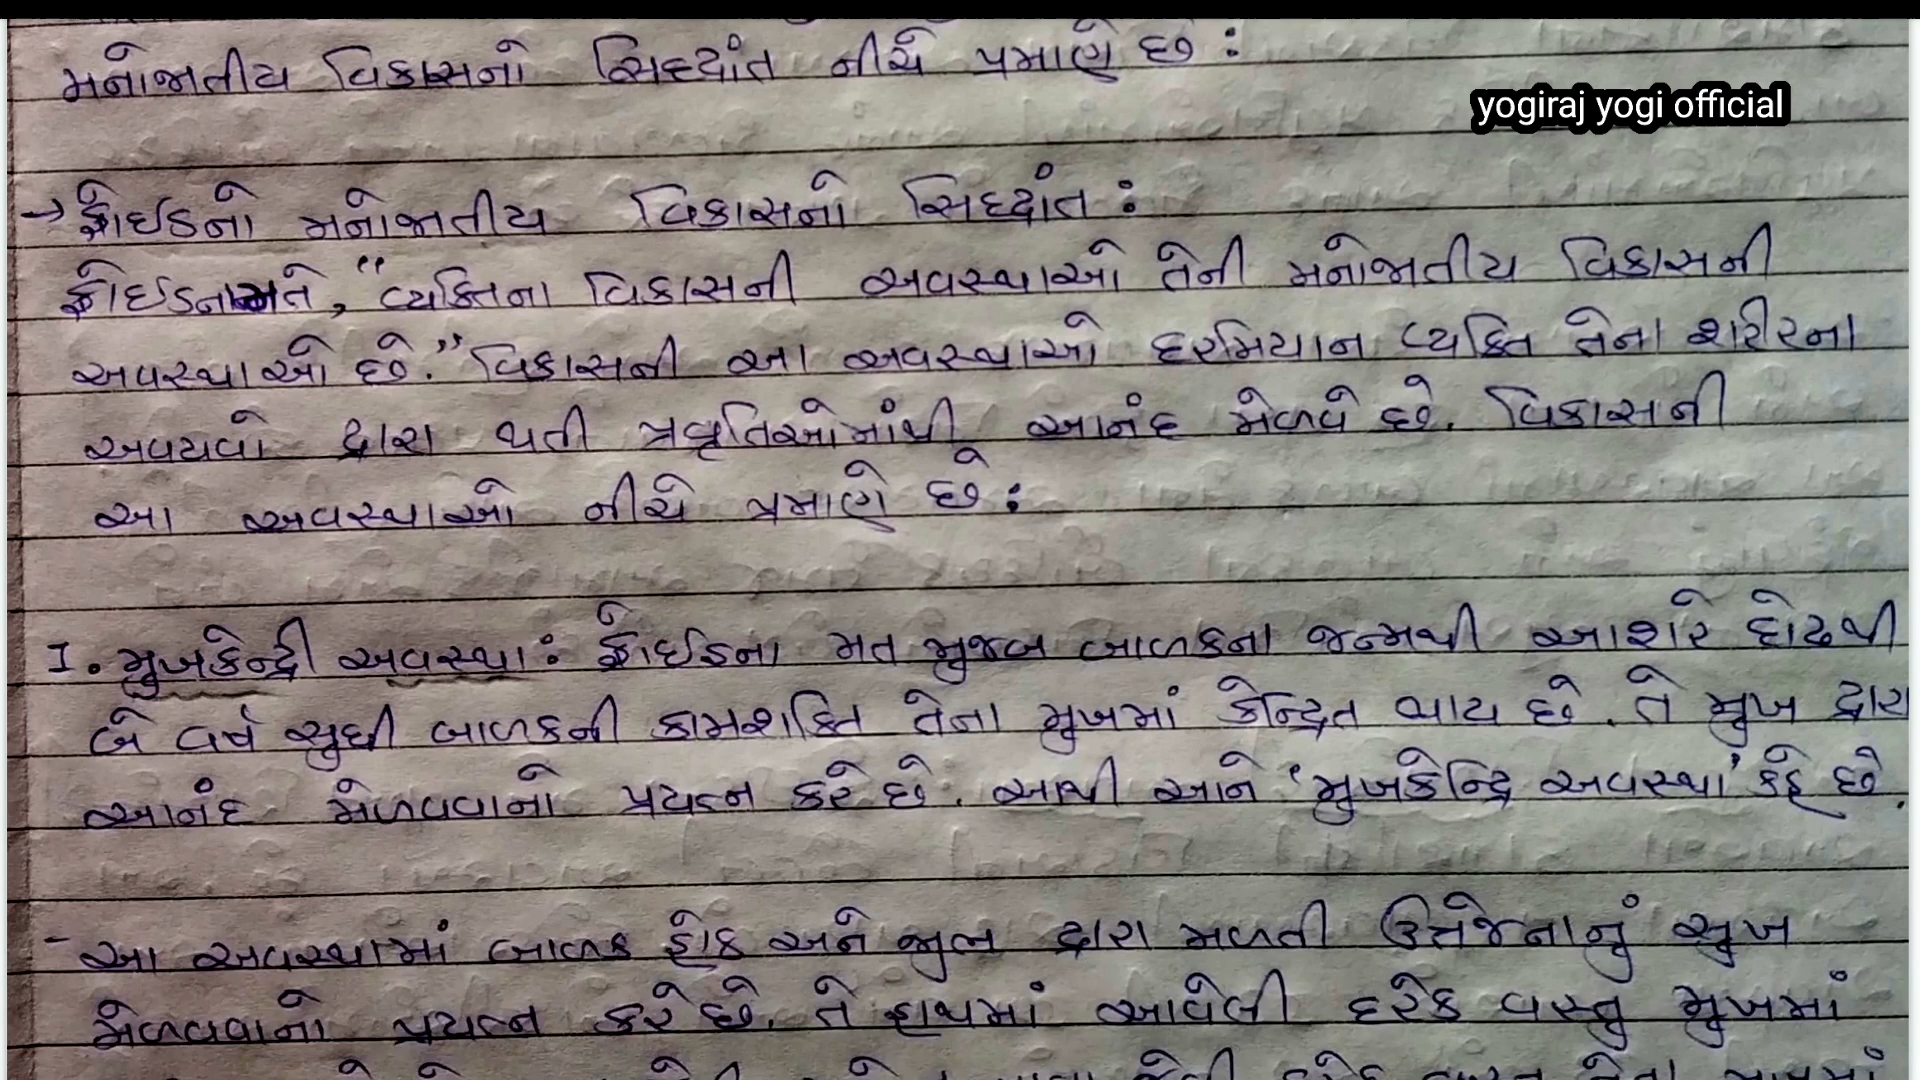 મનોજાતીય વિકાસનો સિદ્ધાંત નીચે પ્રમાણે છે :
yogiraj yogi official
→ ફ્રોઈડનો મનોજાતીય વિકાસનો સિદ્ધાંત :
ફ્રોઈડના મતે, “વ્યક્તિના વિકાસની અવસ્થાઓ તેની મનોજાતીય વિકાસની
અવસ્થાઓ છે.” વિકાસની આ અવસ્થાઓ દરમિયાન વ્યક્તિ તેના શરીરના
અવયવો દ્વારા થતી પ્રવૃતિઓમાંથી આનંદ મેળવે છે. વિકાસની
આ અવસ્થાઓ નીચે પ્રમાણે છે :
I. મુખકેન્દ્રી અવસ્થા : ફ્રોઈડના મત મુજબ બાળકના જન્મથી આશરે દોઢથી
બે વર્ષ સુધી બાળકની કામશક્તિ તેના મુખમાં કેન્દ્રિત થાય છે. તે મુખ દ્વારા
આનંદ મેળવવાનો પ્રયત્ન કરે છે. આથી આને ‘મુખકેન્દ્રિ અવસ્થા’ કહે છે.
- આ અવસ્થામાં બાળક હોઠ અને જીભ દ્વારા મળતી ઉત્તેજનાનું સુખ
મેળવવાનો પ્રયત્ન કરે છે. તે હાથમાં આવેલી દરેક વસ્તુ મુખમાં